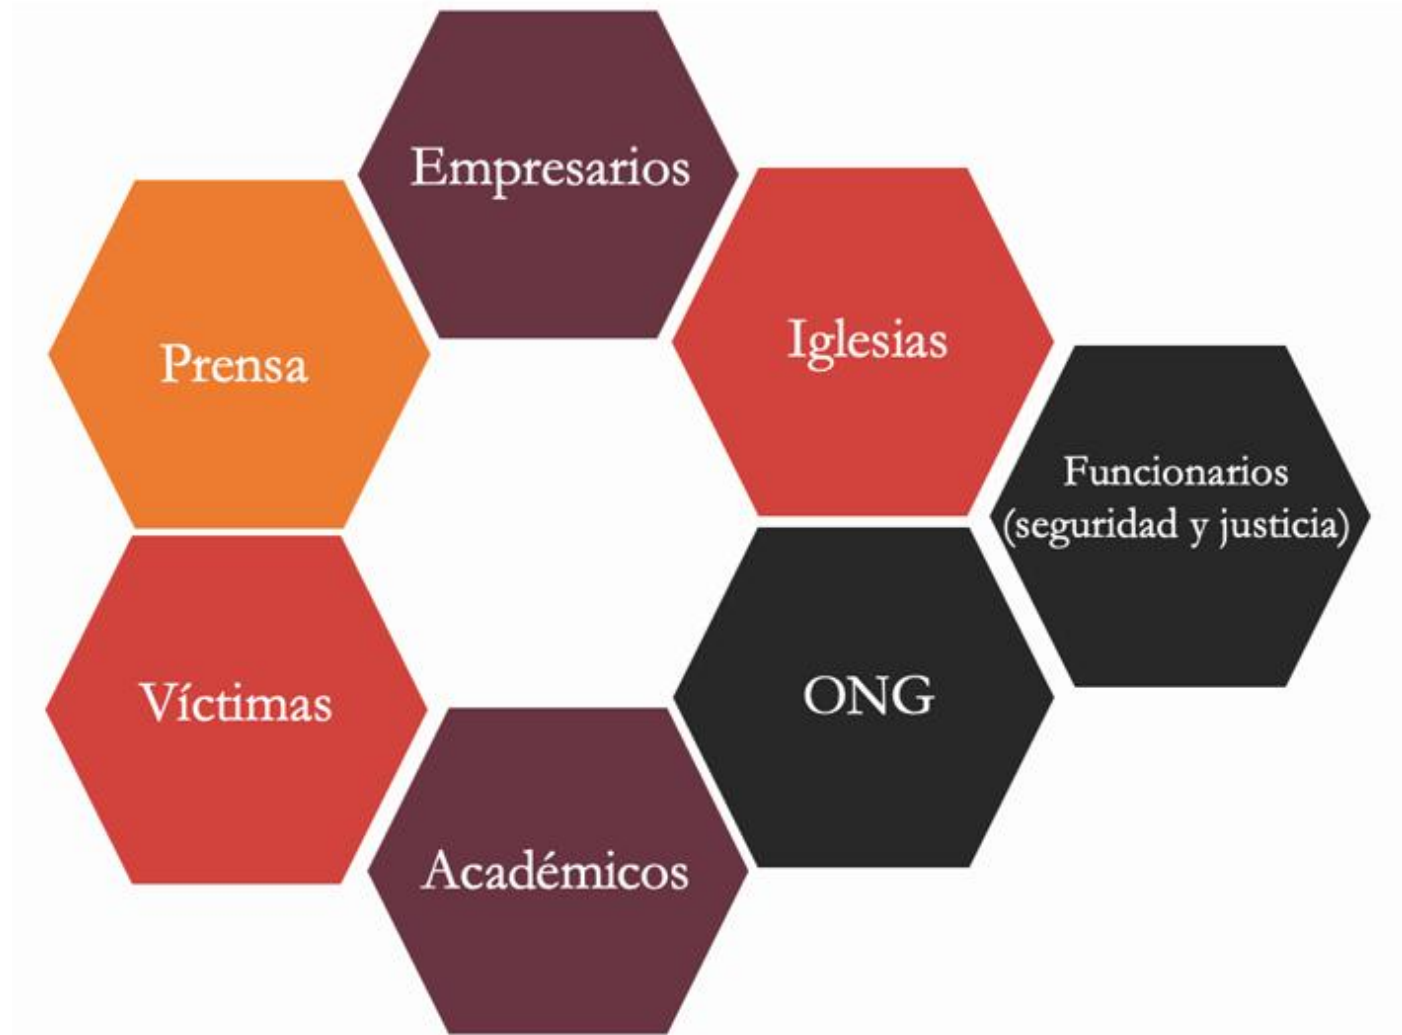 Empresarios
Prensa
Iglesias
Funcionarios
(seguridad y justicia)
Víctimas
ONG
Académicos